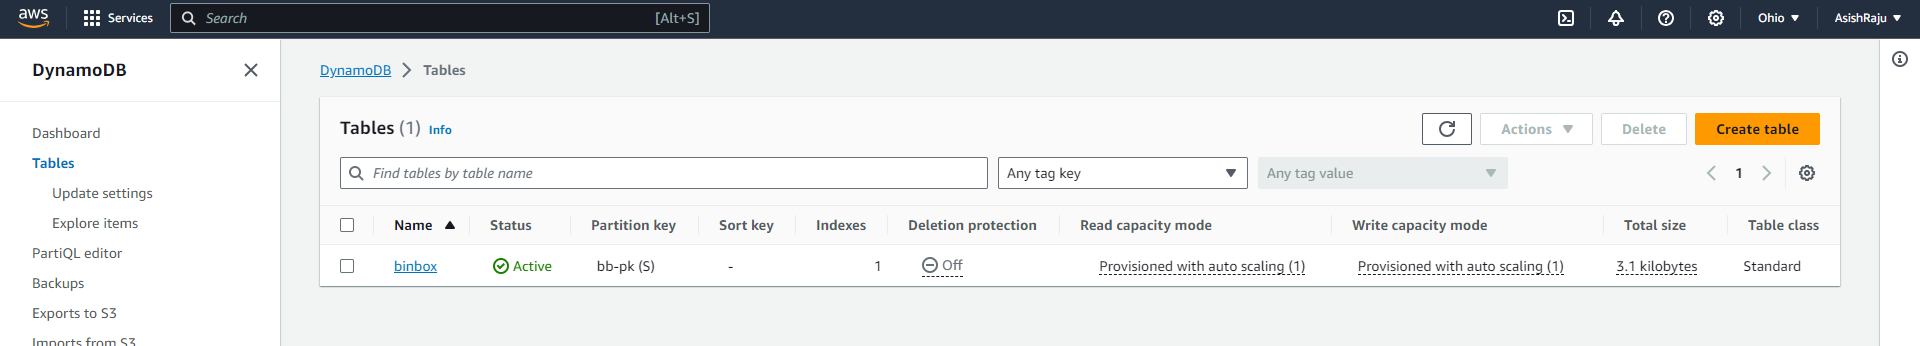 aws Services Search [Alt+S] Ohio AsishRaju
DynamoDB
Dashboard
Tables
Update settings
Explore items
PartiQL editor
Backups
Exports to S3
Imports from S3
DynamoDB > Tables
Tables (1) Info Actions Delete Create table
Find tables by table name Any tag key Any tag value 1
Name Status Partition key Sort key Indexes Deletion protection Read capacity mode Write capacity mode Total size Table class
binbox Active bb-pk (S) - 1 Off Provisioned with auto scaling (1) Provisioned with auto scaling (1) 3.1 kilobytes Standard